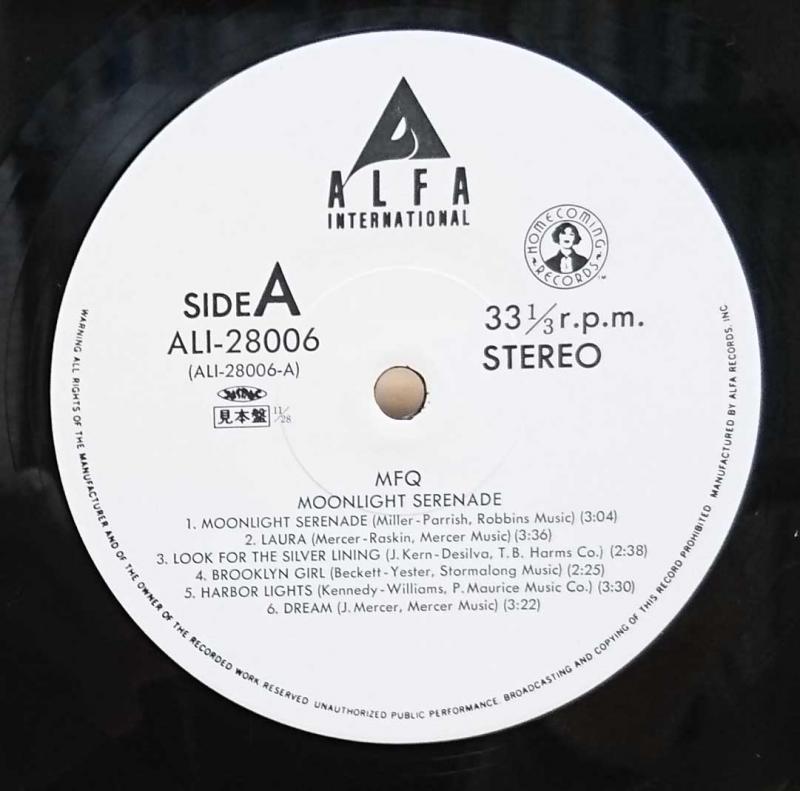 ALFA
INTERNATIONAL
HOMECOMING
RECORDS
TM
SIDE A
ALI-28006
(ALI-28006-A)
見本盤 11/28
33 1/3 r.p.m.
STEREO
MFQ
MOONLIGHT SERENADE
1. MOONLIGHT SERENADE (Miller-Parrish, Robbins Music) (3:04)
2. LAURA (Mercer-Raskin, Mercer Music) (3:36)
3. LOOK FOR THE SILVER LINING (J. Kern-Desilva, T.B. Harms Co.) (2:38)
4. BROOKLYN GIRL (Beckett-Yester, Stormalong Music) (2:25)
5. HARBOR LIGHTS (Kennedy-Williams, P. Maurice Music Co.) (3:30)
6. DREAM (J. Mercer, Mercer Music) (3:22)
WARNING ALL RIGHTS OF THE MANUFACTURER AND OF THE OWNER OF THE RECORDED WORK RESERVED UNAUTHORIZED PUBLIC PERFORMANCE. BROADCASTING AND COPYING OF THIS RECORD PROHIBITED MANUFACTURED BY ALFA RECORDS, INC